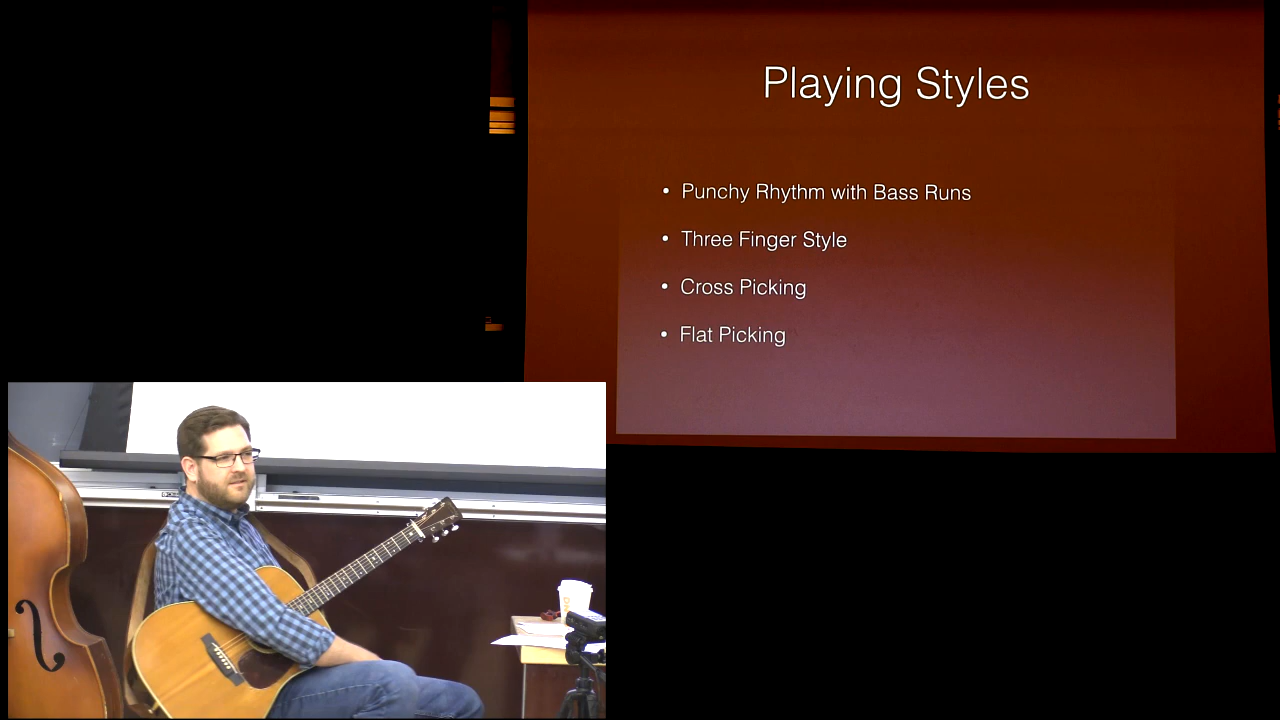 Playing Styles
• Punchy Rhythm with Bass Runs
• Three Finger Style
• Cross Picking
• Flat Picking